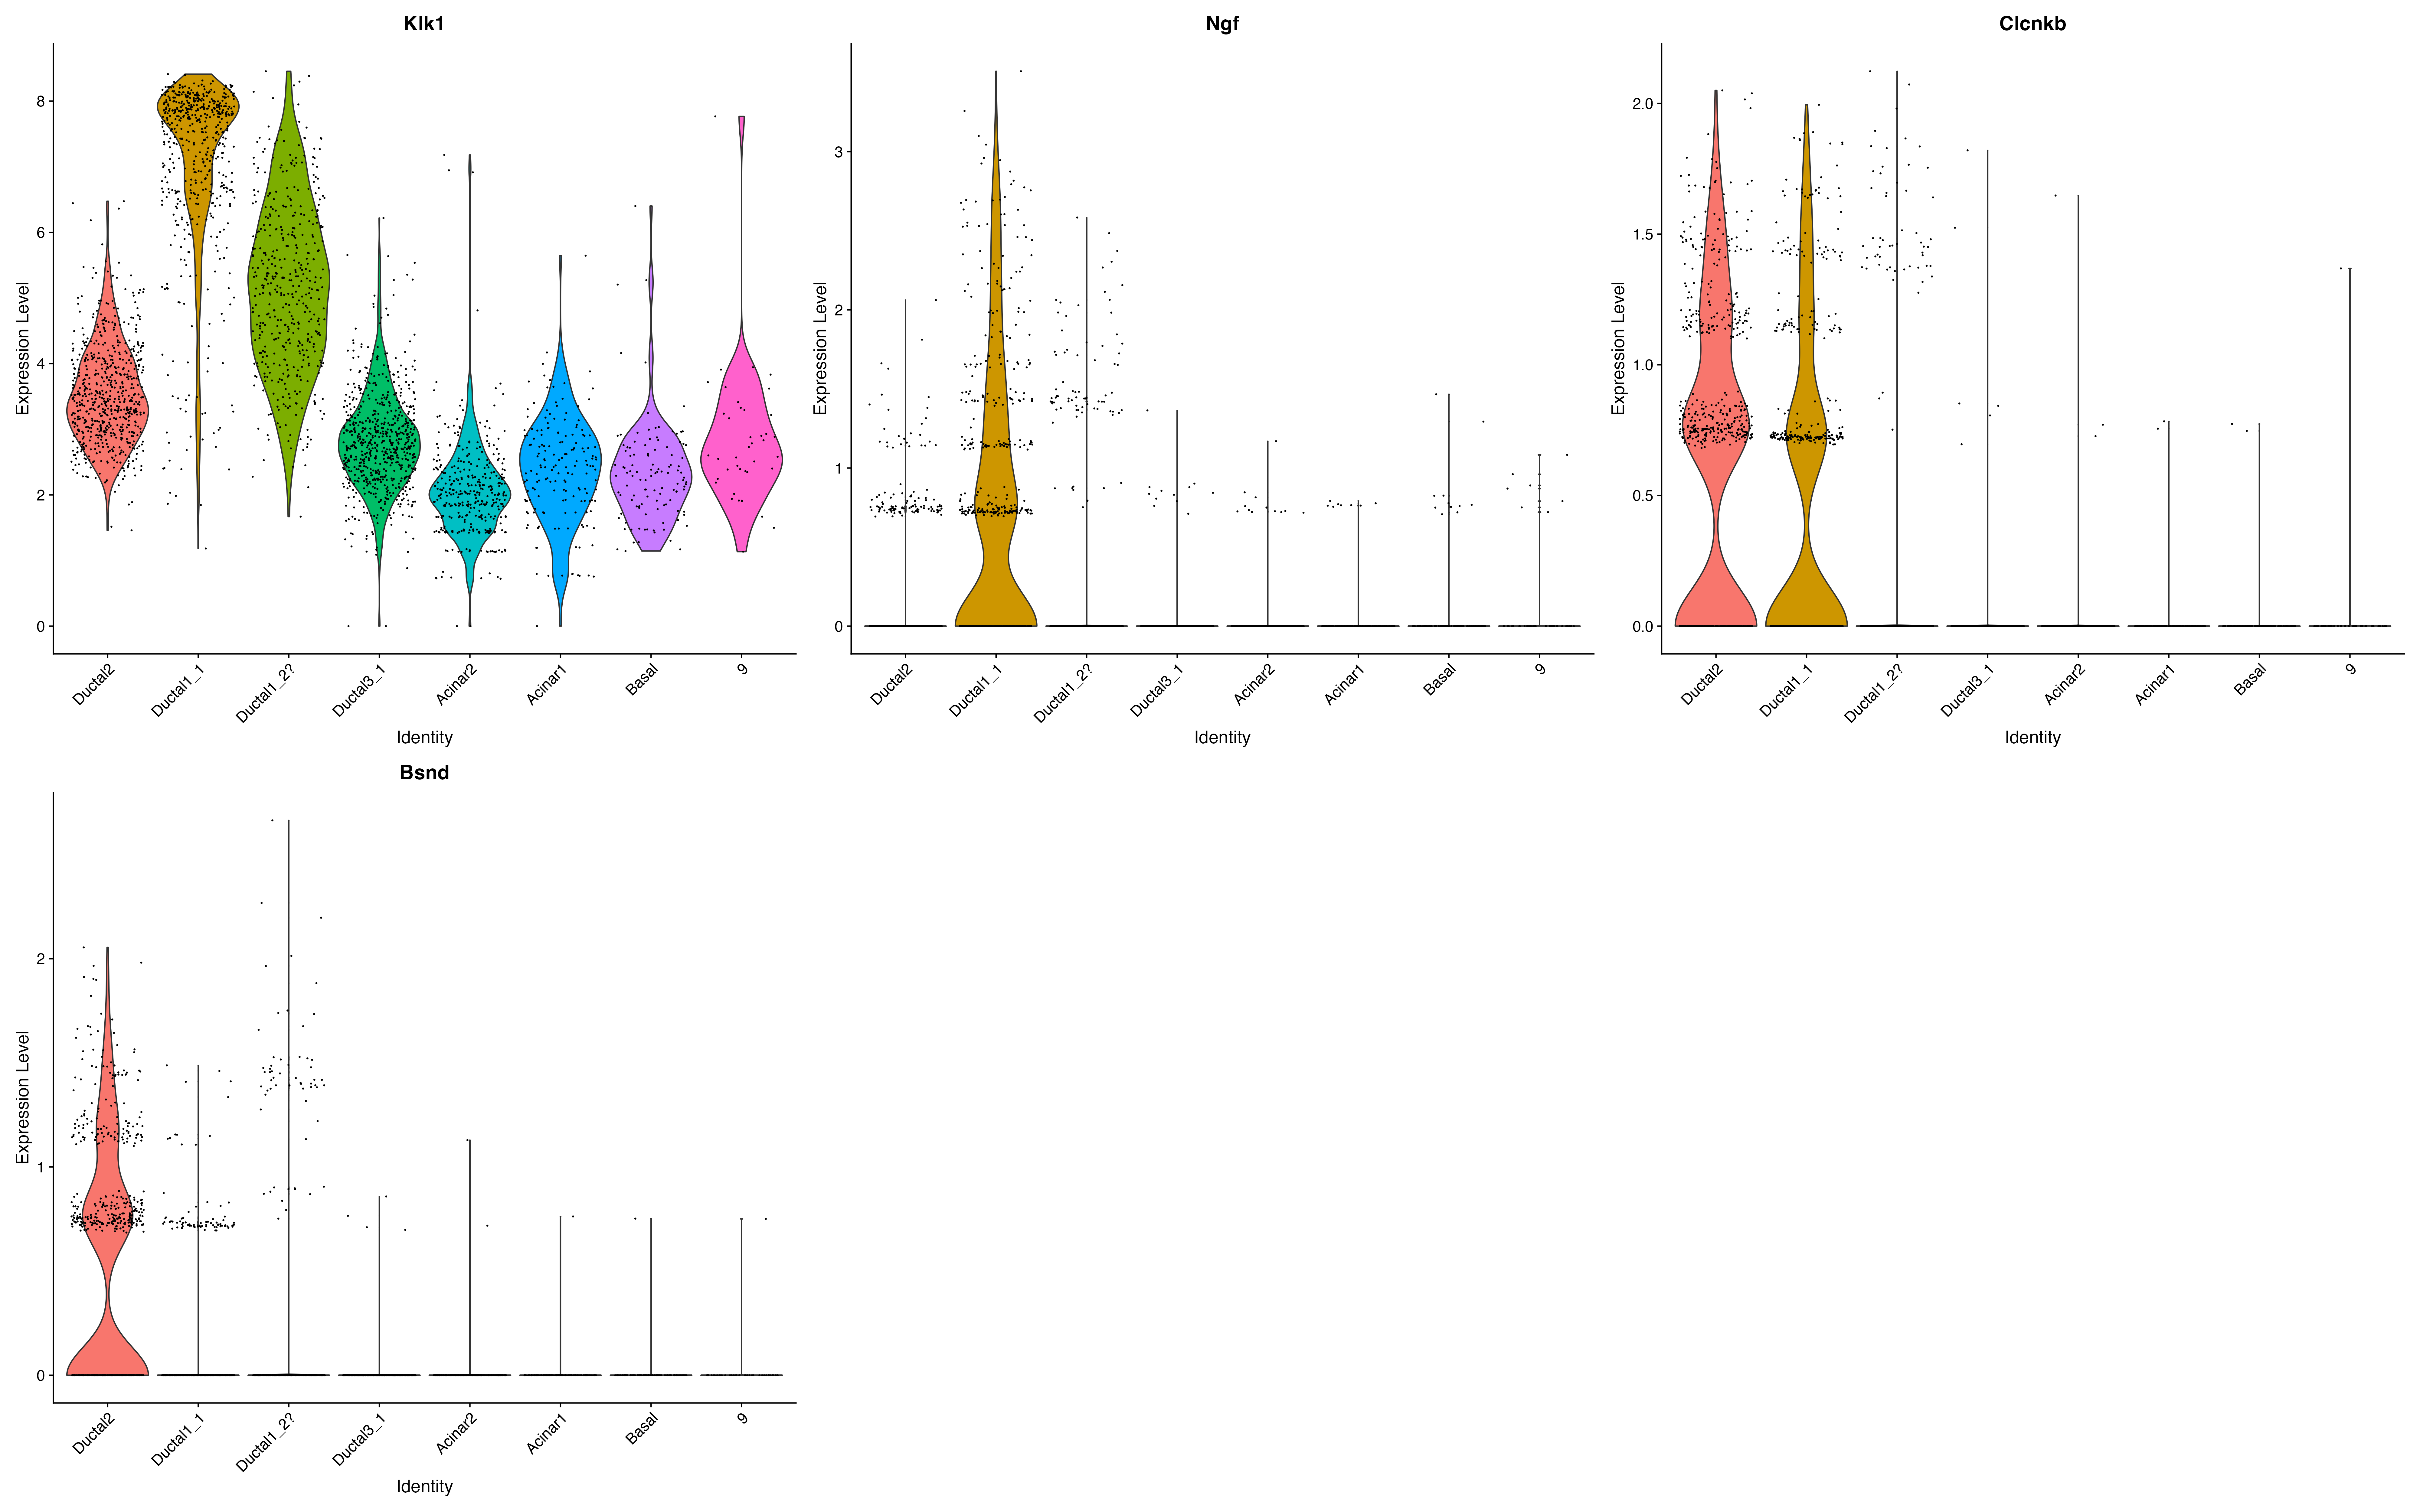 Klk1
Expression Level
8
6
4
2
0
Ductal2
Ductal1_1
Ductal1_2?
Ductal3_1
Acinar2
Acinar1
Basal
9
Identity
Ngf
Expression Level
3
2
1
0
Ductal2
Ductal1_1
Ductal1_2?
Ductal3_1
Acinar2
Acinar1
Basal
9
Identity
Clcnkb
Expression Level
2.0
1.5
1.0
0.5
0.0
Ductal2
Ductal1_1
Ductal1_2?
Ductal3_1
Acinar2
Acinar1
Basal
9
Identity
Bsnd
Expression Level
2
1
0
Ductal2
Ductal1_1
Ductal1_2?
Ductal3_1
Acinar2
Acinar1
Basal
9
Identity